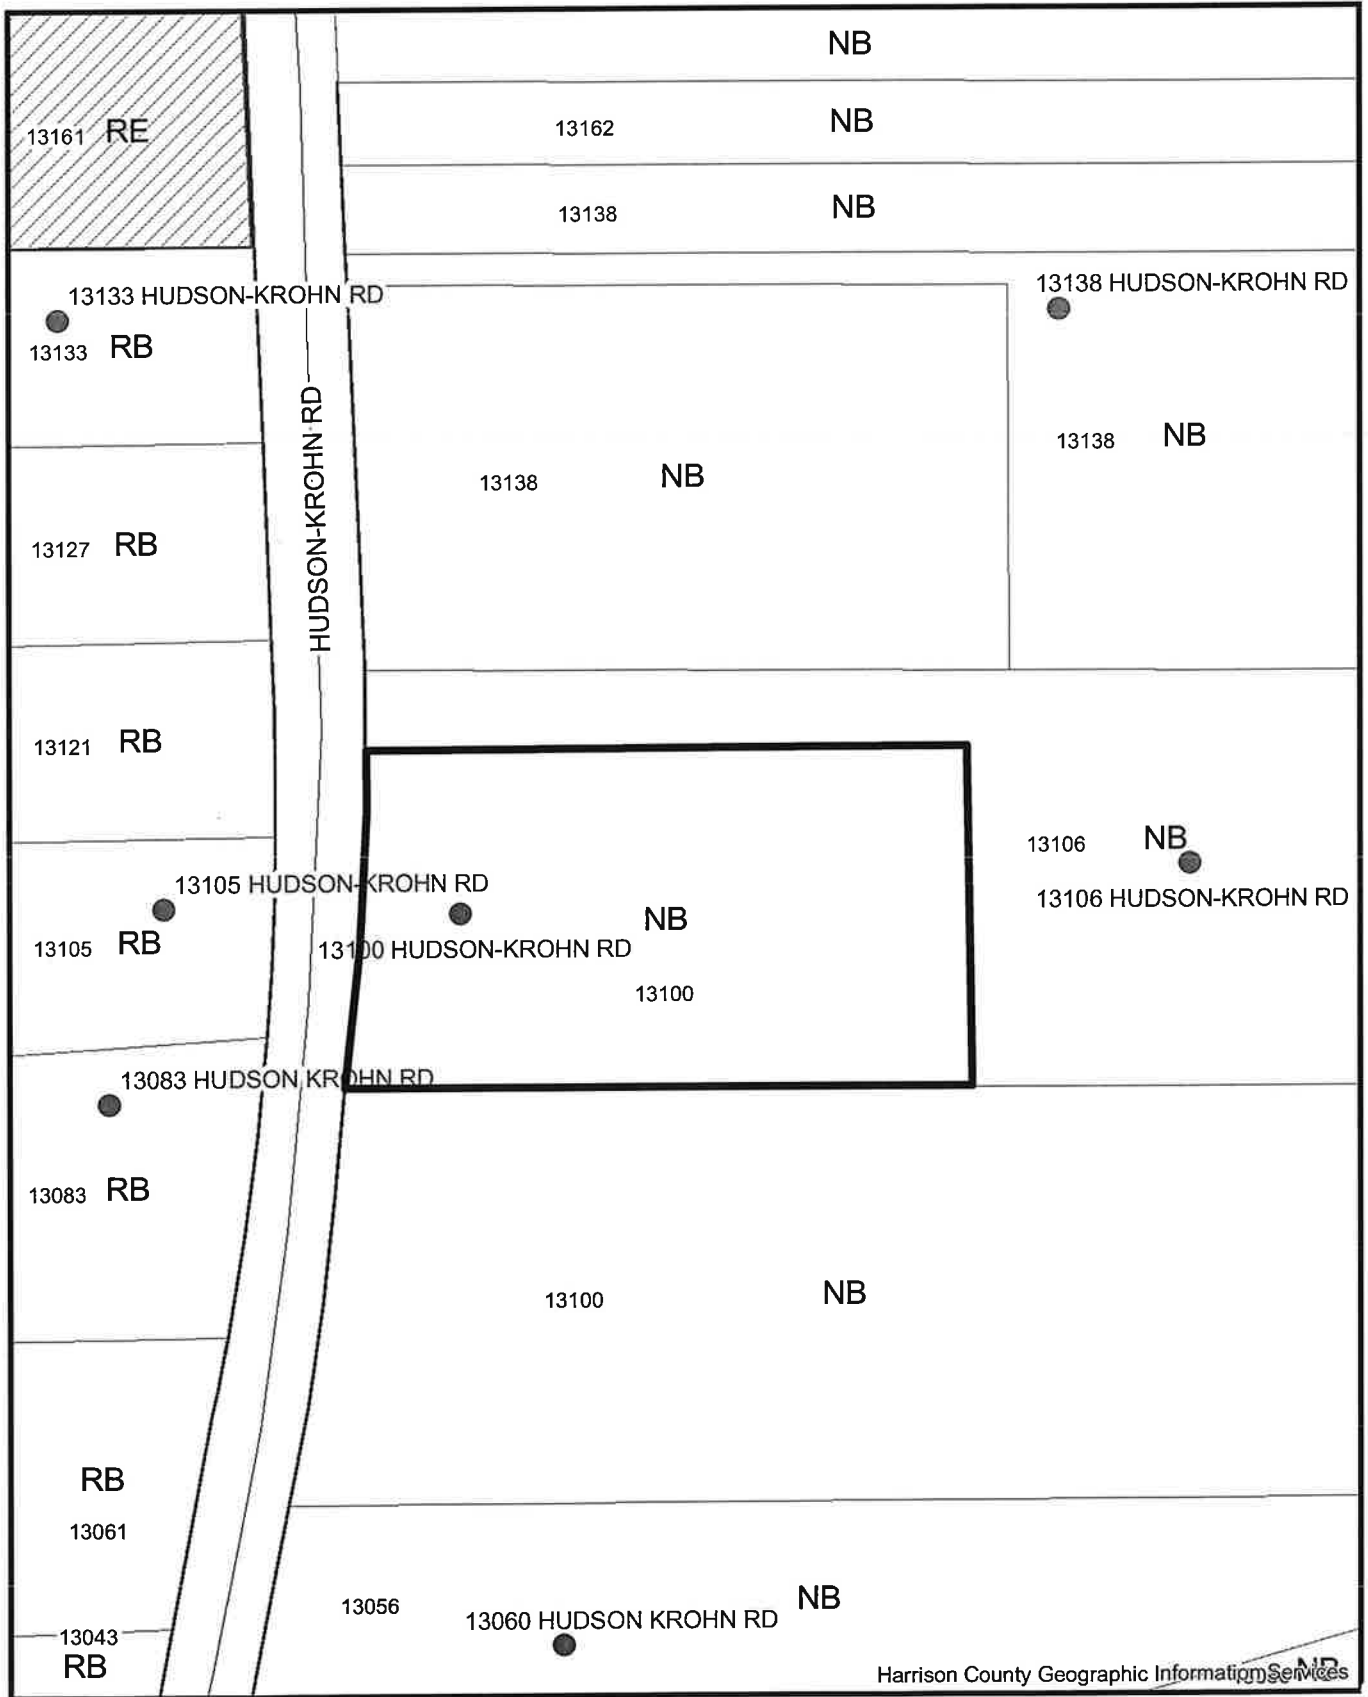 NB
13161 RE
13162 NB
13138 NB
13133 HUDSON-KROHN RD
13138 HUDSON-KROHN RD
13133 RB
HUDSON-KROHN RD
13138 NB
13138 NB
13127 RB
13121 RB
13106 NB
13106 HUDSON-KROHN RD
13105 HUDSON-KROHN RD
13105 RB
NB
13100 HUDSON-KROHN RD
13100
13083 HUDSON KROHN RD
13083 RB
13100 NB
RB
13061
13056
13060 HUDSON KROHN RD
NB
13043
RB
NB
Harrison County Geographic Information Services